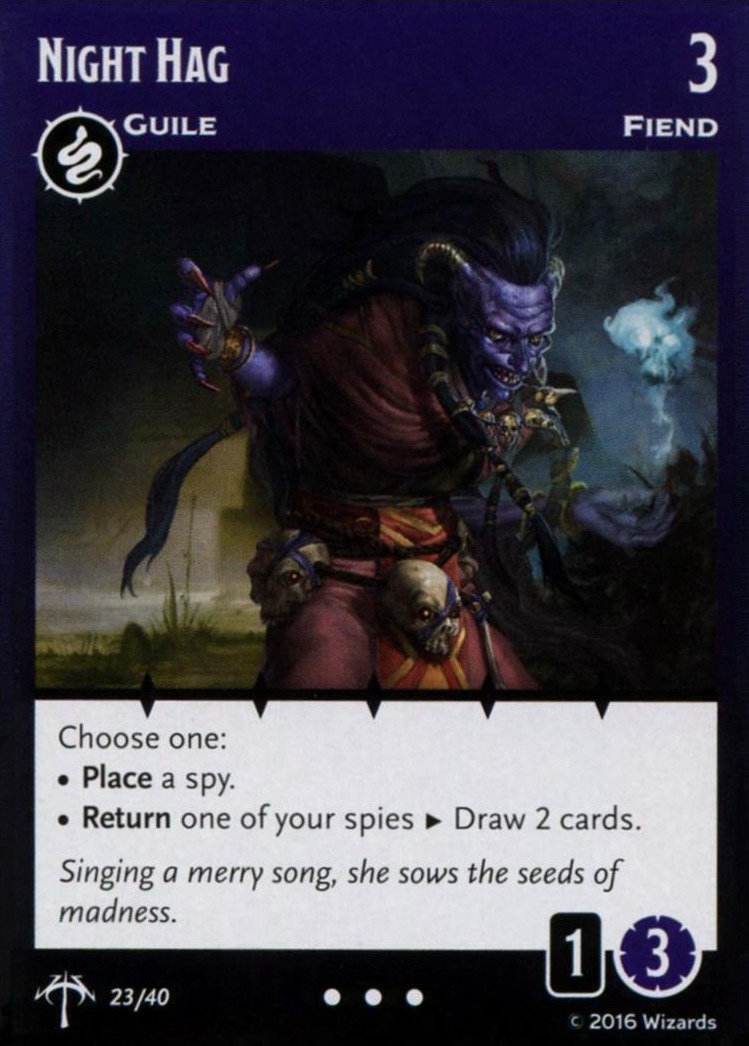 NIGHT HAG
3
GUILE
FIEND
Choose one:
• Place a spy.
• Return one of your spies ► Draw 2 cards.
Singing a merry song, she sows the seeds of
madness.
1
3
23/40
© 2016 Wizards